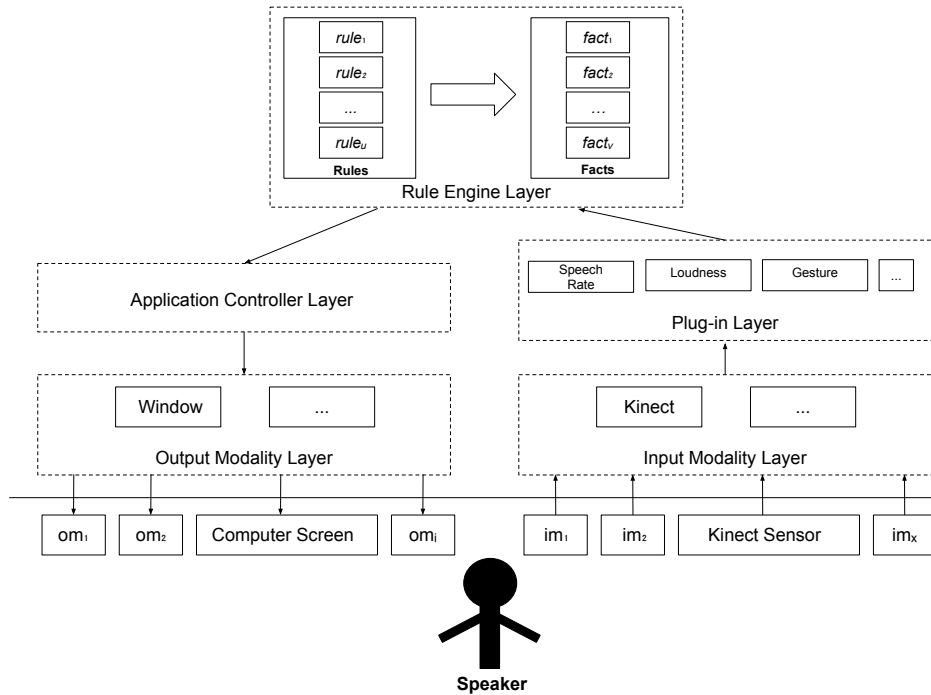 rule₁
rule₂
...
ruleᵤ
Rules
fact₁
fact₂
...
factᵥ
Facts
Rule Engine Layer
Application Controller Layer
Speech
Rate
Loudness
Gesture
...
Plug-in Layer
Window
...
Output Modality Layer
Kinect
...
Input Modality Layer
om₁
om₂
Computer Screen
omᵢ
im₁
im₂
Kinect Sensor
imₓ
Speaker